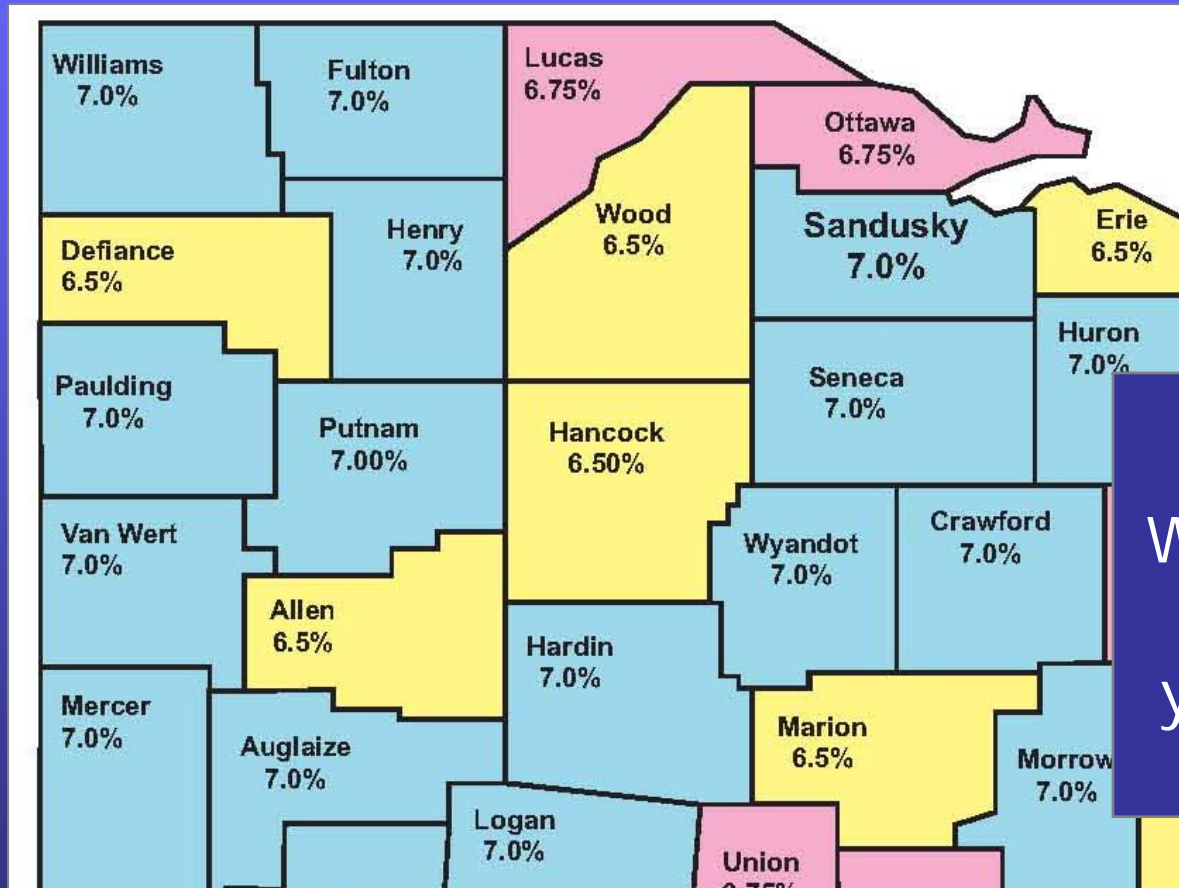 Williams
7.0%
Fulton
7.0%
Lucas
6.75%
Ottawa
6.75%
Henry
7.0%
Wood
6.5%
Sandusky
7.0%
Erie
6.5%
Defiance
6.5%
Huron
7.0%
Paulding
7.0%
Seneca
7.0%
Putnam
7.00%
Hancock
6.50%
Van Wert
7.0%
Wyandot
7.0%
Crawford
7.0%
W
Allen
6.5%
Hardin
7.0%
Mercer
7.0%
y
Auglaize
7.0%
Marion
6.5%
Morrow
7.0%
Logan
7.0%
Union